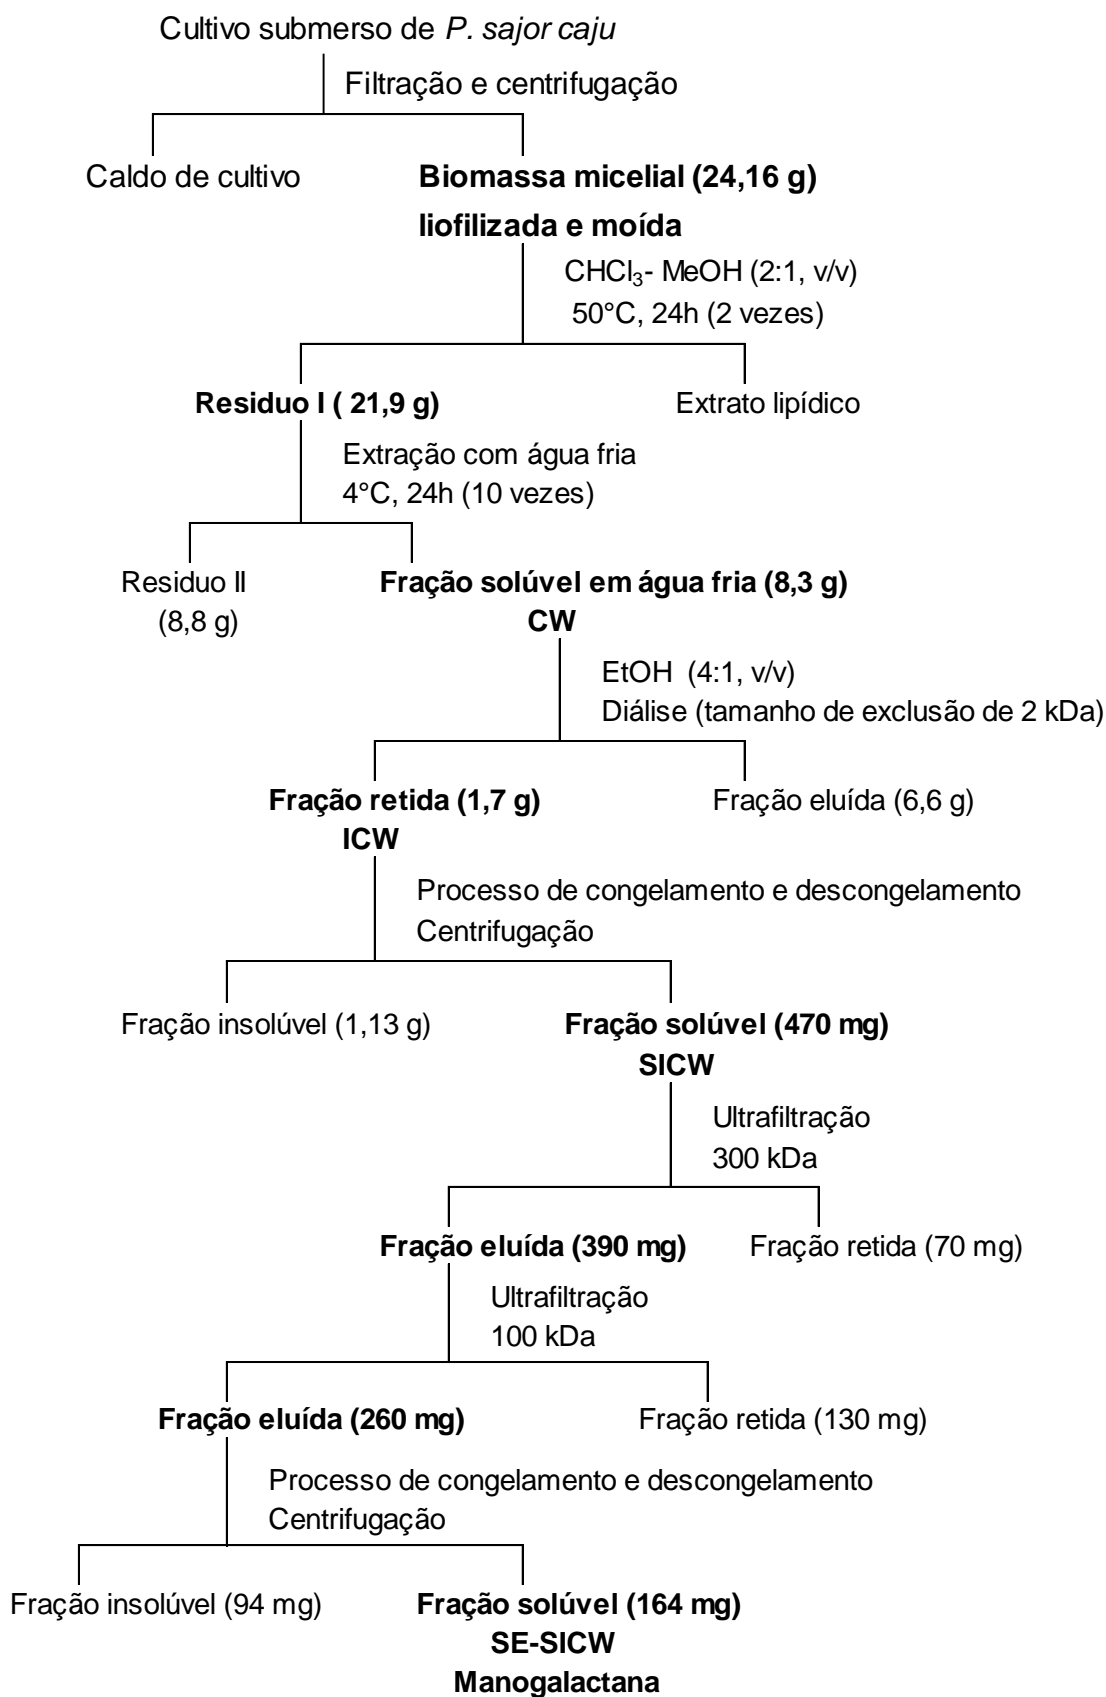 Cultivo submerso de P. sajor caju
Filtração e centrifugação
Caldo de cultivo
Biomassa micelial (24,16 g)
liofilizada e moída
CHCl₃- MeOH (2:1, v/v)
50°C, 24h (2 vezes)
Residuo I ( 21,9 g)
Extrato lipídico
Extração com água fria
4°C, 24h (10 vezes)
Residuo II
(8,8 g)
Fração solúvel em água fria (8,3 g)
CW
EtOH (4:1, v/v)
Diálise (tamanho de exclusão de 2 kDa)
Fração retida (1,7 g)
ICW
Fração eluída (6,6 g)
Processo de congelamento e descongelamento
Centrifugação
Fração insolúvel (1,13 g)
Fração solúvel (470 mg)
SICW
Ultrafiltração
300 kDa
Fração eluída (390 mg)
Fração retida (70 mg)
Ultrafiltração
100 kDa
Fração eluída (260 mg)
Fração retida (130 mg)
Processo de congelamento e descongelamento
Centrifugação
Fração insolúvel (94 mg)
Fração solúvel (164 mg)
SE-SICW
Manogalactana